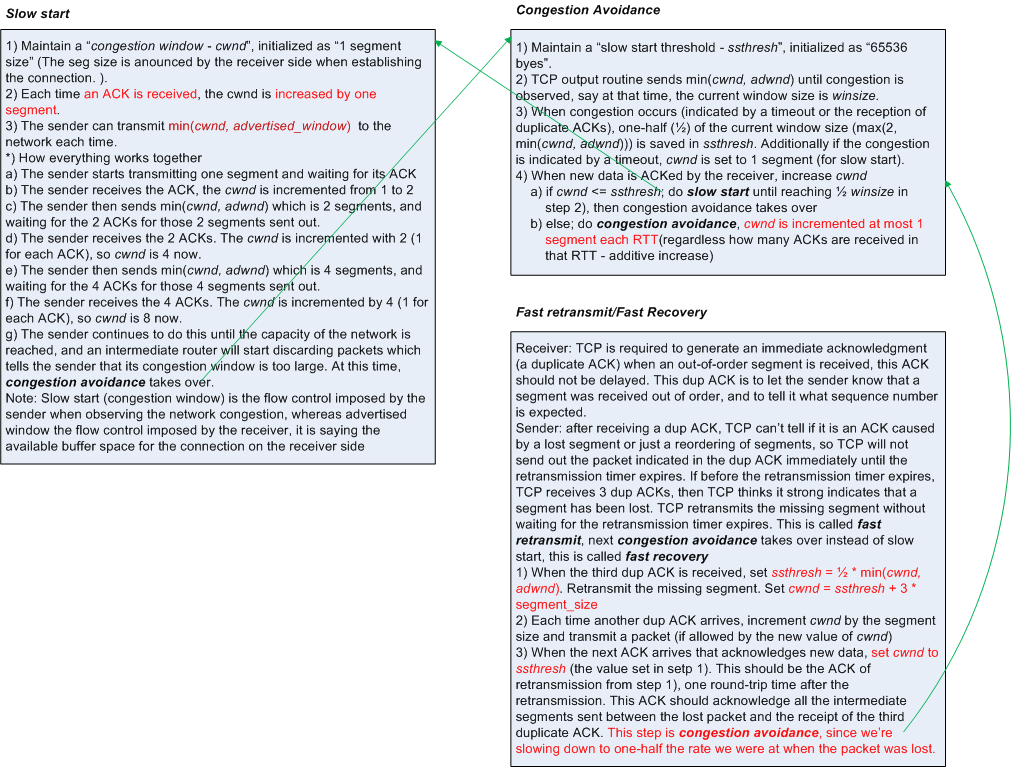 Slow start
1) Maintain a “congestion window - cwnd”, initialized as “1 segment
size” (The seg size is anounced by the receiver side when establishing
the connection. ).
2) Each time an ACK is received, the cwnd is increased by one
segment.
3) The sender can transmit min(cwnd, advertised_window)  to the
network each time.
*) How everything works together
a) The sender starts transmitting one segment and waiting for its ACK
b) The sender receives the ACK, the cwnd is incremented from 1 to 2
c) The sender then sends min(cwnd, adwnd) which is 2 segments, and
waiting for the 2 ACKs for those 2 segments sent out.
d) The sender receives the 2 ACKs. The cwnd is incremented with 2 (1
for each ACK), so cwnd is 4 now.
e) The sender then sends min(cwnd, adwnd) which is 4 segments, and
waiting for the 4 ACKs for those 4 segments sent out.
f) The sender receives the 4 ACKs. The cwnd is incremented by 4 (1 for
each ACK), so cwnd is 8 now.
g) The sender continues to do this until the capacity of the network is
reached, and an intermediate router will start discarding packets which
tells the sender that its congestion window is too large. At this time,
congestion avoidance takes over.
Note: Slow start (congestion window) is the flow control imposed by the
sender when observing the network congestion, whereas advertised
window the flow control imposed by the receiver, it is saying the
available buffer space for the connection on the receiver side
Congestion Avoidance
1) Maintain a “slow start threshold - ssthresh”, initialized as “65536
byes”.
2) TCP output routine sends min(cwnd, adwnd) until congestion is
observed, say at that time, the current window size is winsize.
3) When congestion occurs (indicated by a timeout or the reception of
duplicate ACKs), one-half (½) of the current window size (max(2,
min(cwnd, adwnd))) is saved in ssthresh. Additionally if the congestion
is indicated by a timeout, cwnd is set to 1 segment (for slow start).
4) When new data is ACKed by the receiver, increase cwnd
a) if cwnd <= ssthresh; do slow start until reaching ½ winsize in
step 2), then congestion avoidance takes over
b) else; do congestion avoidance, cwnd is incremented at most 1
segment each RTT(regardless how many ACKs are received in
that RTT - additive increase)
Fast retransmit/Fast Recovery
Receiver: TCP is required to generate an immediate acknowledgment
(a duplicate ACK) when an out-of-order segment is received, this ACK
should not be delayed. This dup ACK is to let the sender know that a
segment was received out of order, and to tell it what sequence number
is expected.
Sender: after receiving a dup ACK, TCP can’t tell if it is an ACK caused
by a lost segment or just a reordering of segments, so TCP will not
send out the packet indicated in the dup ACK immediately until the
retransmission timer expires. If before the retransmission timer expires,
TCP receives 3 dup ACKs, then TCP thinks it strong indicates that a
segment has been lost. TCP retransmits the missing segment without
waiting for the retransmission timer expires. This is called fast
retransmit, next congestion avoidance takes over instead of slow
start, this is called fast recovery
1) When the third dup ACK is received, set ssthresh = ½ * min(cwnd,
adwnd). Retransmit the missing segment. Set cwnd = ssthresh + 3 *
segment_size
2) Each time another dup ACK arrives, increment cwnd by the segment
size and transmit a packet (if allowed by the new value of cwnd)
3) When the next ACK arrives that acknowledges new data, set cwnd to
ssthresh (the value set in setp 1). This should be the ACK of
retransmission from step 1), one round-trip time after the
retransmission. This ACK should acknowledge all the intermediate
segments sent between the lost packet and the receipt of the third
duplicate ACK. This step is congestion avoidance, since we’re
slowing down to one-half the rate we were at when the packet was lost.